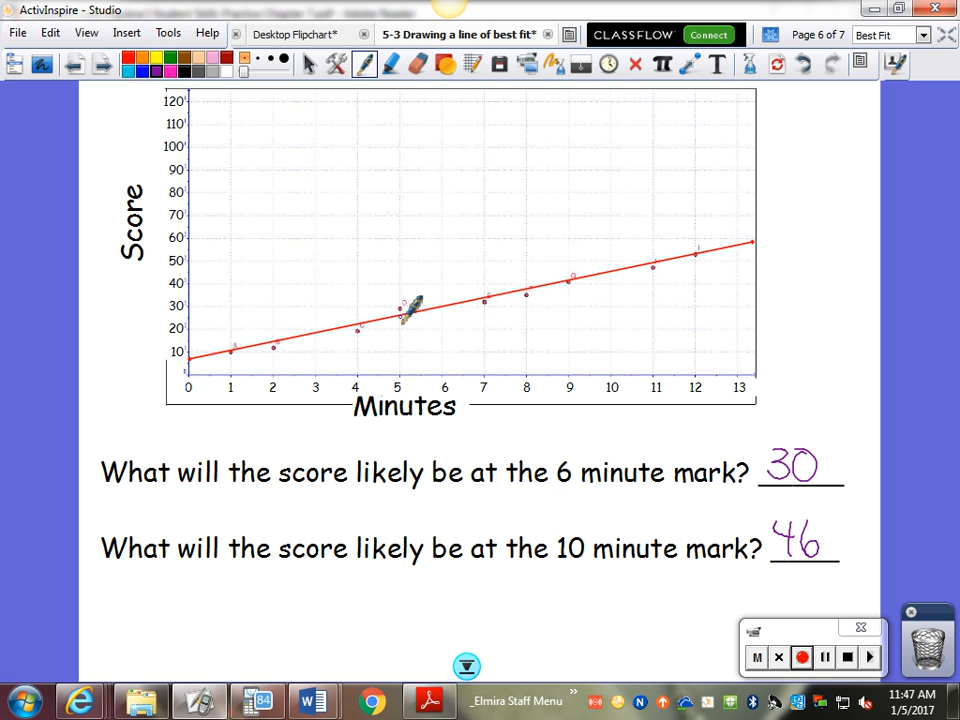 ActivInspire - Studio
File Edit View Insert Tools Help Desktop Flipchart* 5-3 Drawing a line of best fit* CLASSFLOW Connect Page 6 of 7 Best Fit
120
110
100
90
80
70
60
50
40
30
20
10
Score
0 1 2 3 4 5 6 7 8 9 10 11 12 13
Minutes
What will the score likely be at the 6 minute mark? 30
What will the score likely be at the 10 minute mark? 46
M
84 _Elmira Staff Menu » 11:47 AM
1/5/2017